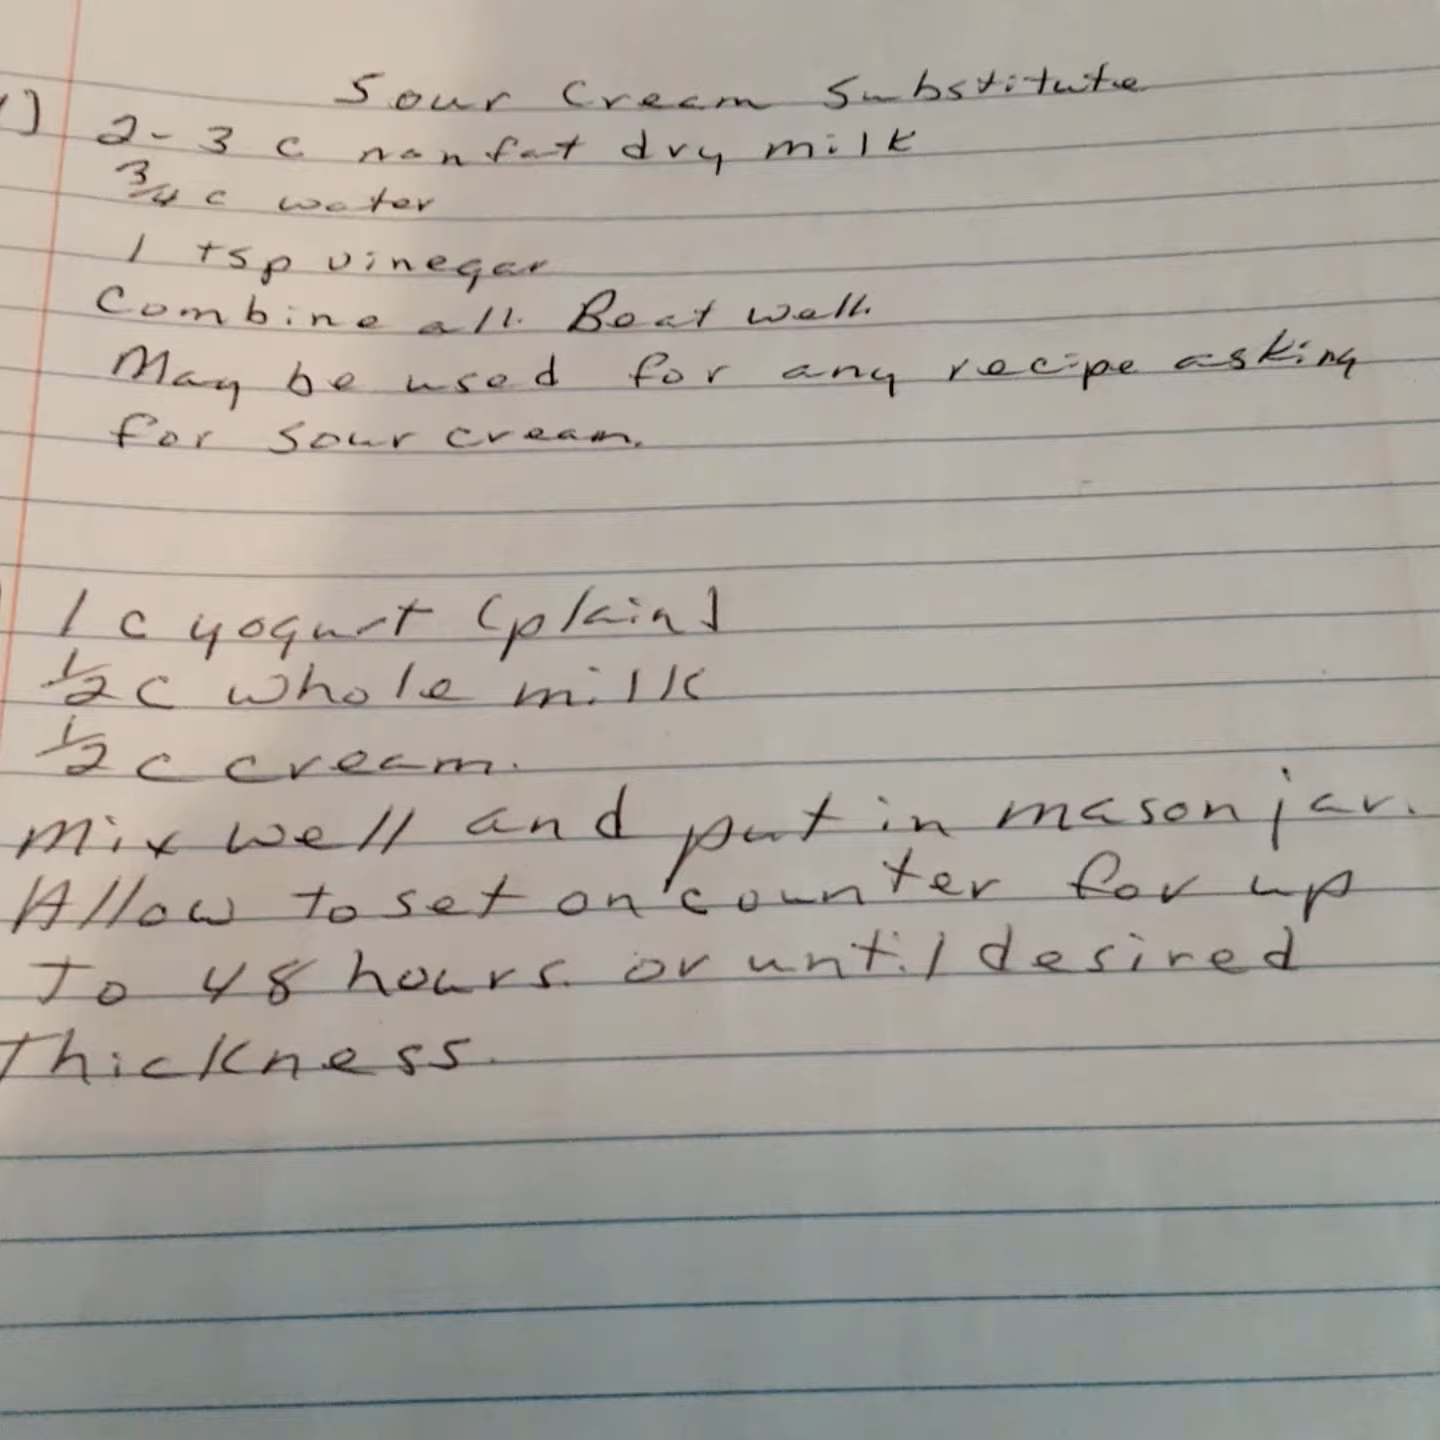 Sour Cream Substitute
1) 2-3 c nonfat dry milk
3/4 c water
1 tsp vinegar
Combine all. Beat well.
May be used for any recipe asking
for sour cream.
1 c yogurt (plain)
1/2 c whole milk
1/2 c cream.
Mix well and put in mason jar.
Allow to set on counter for up
To 48 hours. or until desired
Thickness.